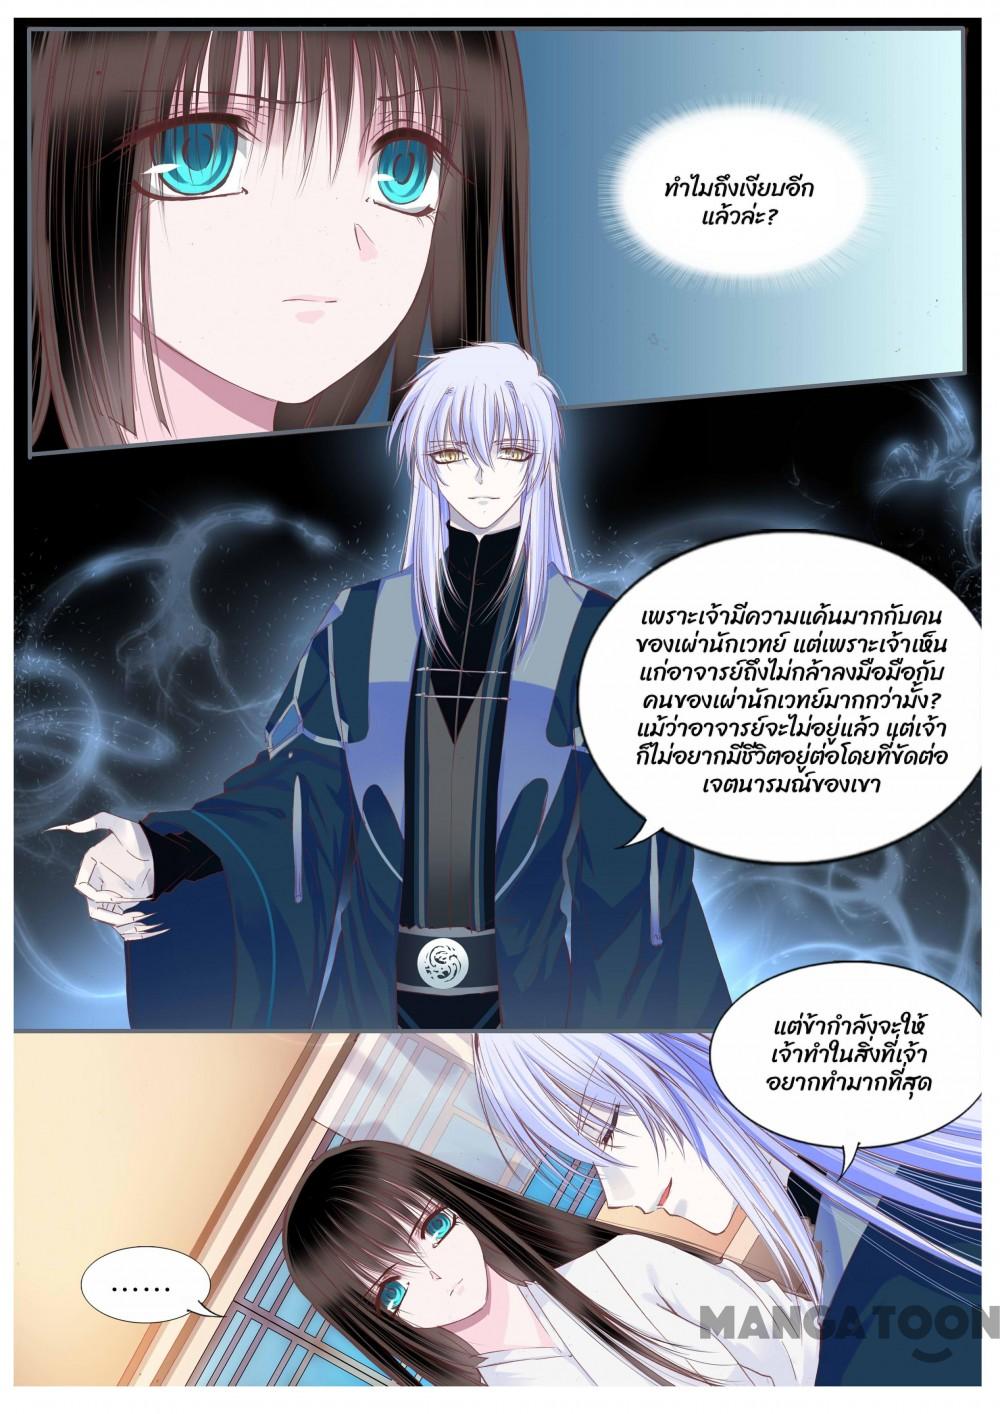 ทำไมถึงเงียบอีก
แล้วล่ะ?
เพราะเจ้ามีความแค้นมากกับคน
ของเผ่านักเวทย์ แต่เพราะเจ้าเห็น
แก่อาจารย์ถึงไม่กล้าลงมือมือกับ
คนของเผ่านักเวทย์มากกว่ามั้ง?
แม้ว่าอาจารย์จะไม่อยู่แล้ว แต่เจ้า
ก็ไม่อยากมีชีวิตอยู่ต่อโดยที่ขัดต่อ
เจตนารมณ์ของเขา
แต่ข้ากำลังจะให้
เจ้าทำในสิ่งที่เจ้า
อยากทำมากที่สุด
......
MANGATOON